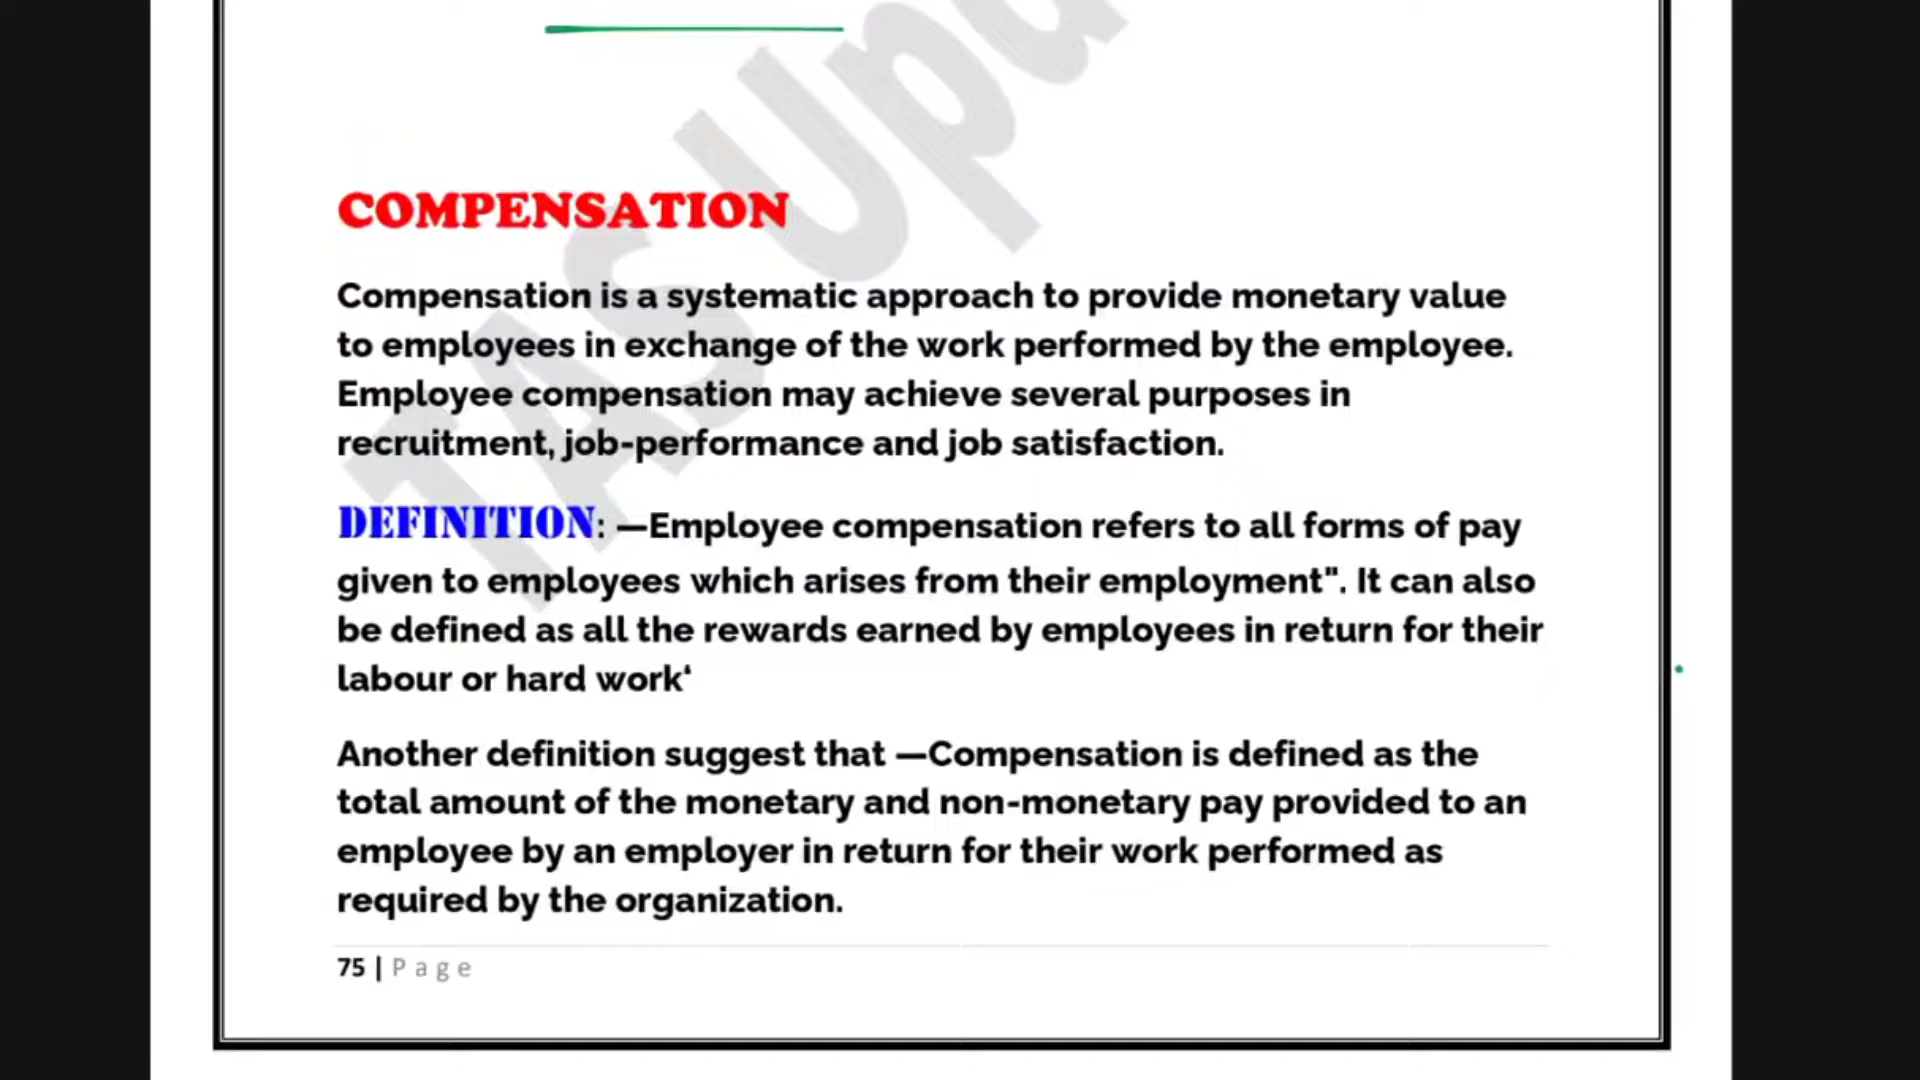 TAS Upd
COMPENSATION
Compensation is a systematic approach to provide monetary value
to employees in exchange of the work performed by the employee.
Employee compensation may achieve several purposes in
recruitment, job-performance and job satisfaction.
DEFINITION: —Employee compensation refers to all forms of pay
given to employees which arises from their employment". It can also
be defined as all the rewards earned by employees in return for their
labour or hard work‘
Another definition suggest that —Compensation is defined as the
total amount of the monetary and non-monetary pay provided to an
employee by an employer in return for their work performed as
required by the organization.
75 | Page